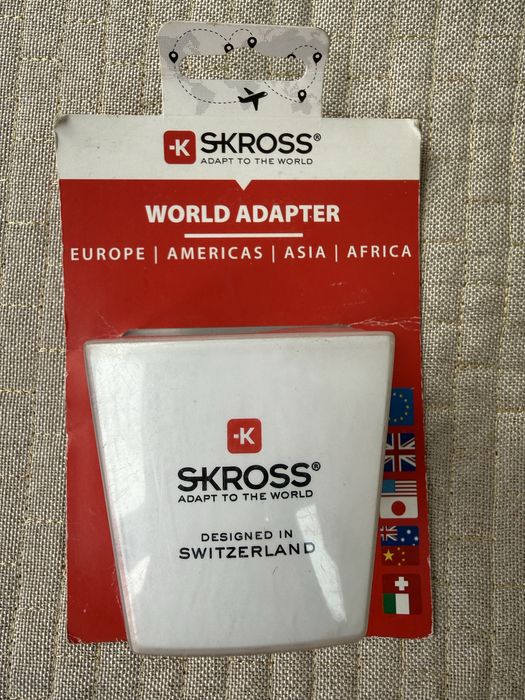 SKROSS®
ADAPT TO THE WORLD
WORLD ADAPTER
EUROPE | AMERICAS | ASIA | AFRICA
SKROSS®
ADAPT TO THE WORLD
DESIGNED IN
SWITZERLAND